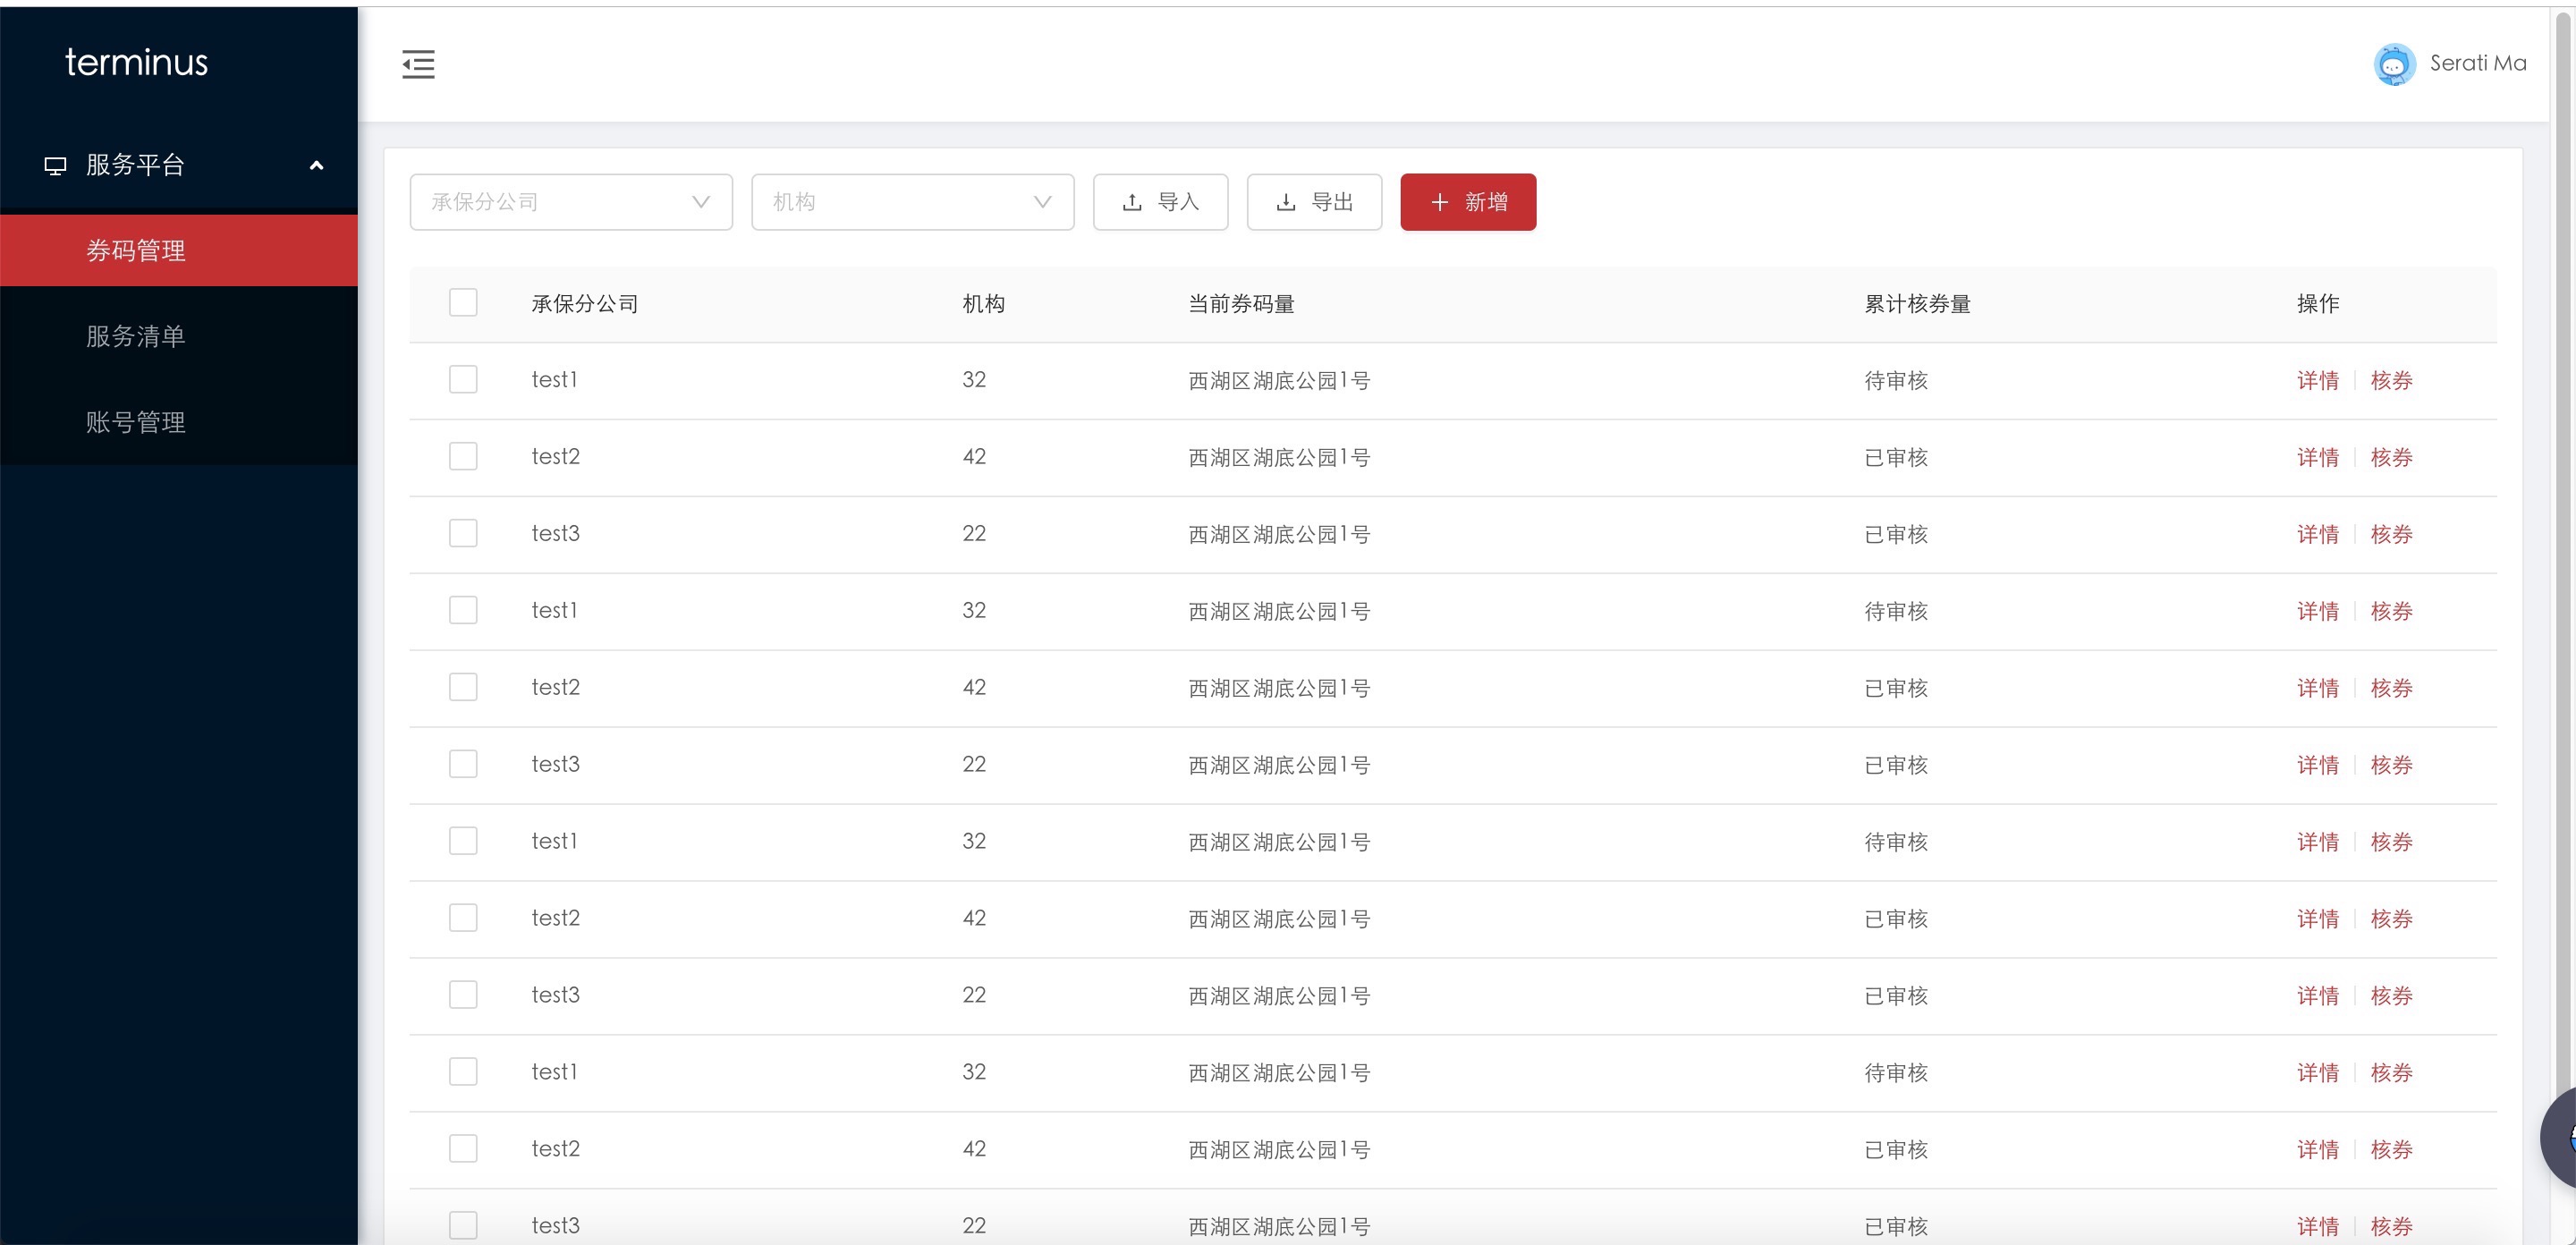 terminus
Serati Ma
服务平台
券码管理
服务清单
账号管理
承保分公司 机构 导入 导出 新增
承保分公司 机构 当前券码量 累计核券量 操作
test1 32 西湖区湖底公园1号 待审核 详情 核券
test2 42 西湖区湖底公园1号 已审核 详情 核券
test3 22 西湖区湖底公园1号 已审核 详情 核券
test1 32 西湖区湖底公园1号 待审核 详情 核券
test2 42 西湖区湖底公园1号 已审核 详情 核券
test3 22 西湖区湖底公园1号 已审核 详情 核券
test1 32 西湖区湖底公园1号 待审核 详情 核券
test2 42 西湖区湖底公园1号 已审核 详情 核券
test3 22 西湖区湖底公园1号 已审核 详情 核券
test1 32 西湖区湖底公园1号 待审核 详情 核券
test2 42 西湖区湖底公园1号 已审核 详情 核券
test3 22 西湖区湖底公园1号 已审核 详情 核券